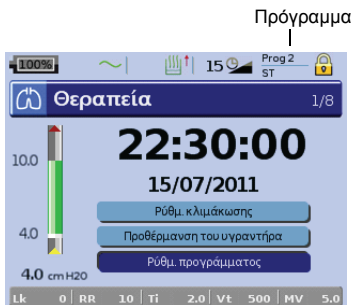 Πρόγραμμα
100% 15 Prog 2
ST
Θεραπεία 1/8
10.0
22:30:00
15/07/2011
Ρύθμ. κλιμάκωσης
4.0
Προθέρμανση του υγραντήρα
Ρύθμ. προγράμματος
4.0 cm H2O
Lk 0 RR 10 Ti 2.0 Vt 500 MV 5.0